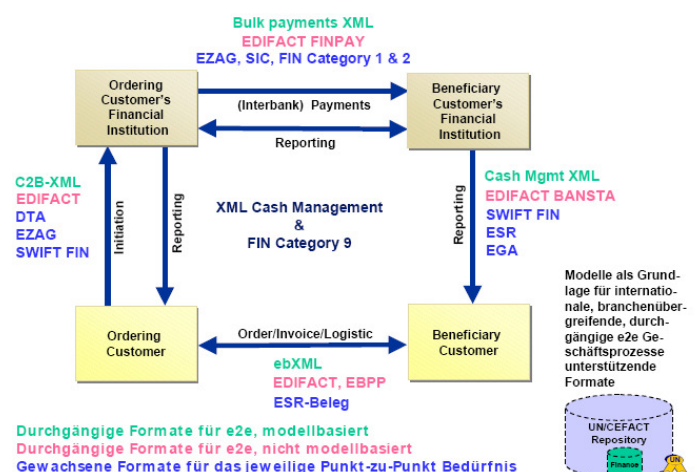 Bulk payments XML
EDIFACT FINPAY
EZAG, SIC, FIN Category 1 & 2
Ordering
Customer's
Financial
Institution
(Interbank) Payments
Reporting
Beneficiary
Customer's
Financial
Institution
C2B-XML
EDIFACT
DTA
EZAG
SWIFT FIN
Initiation
Reporting
XML Cash Management
&
FIN Category 9
Reporting
Cash Mgmt XML
EDIFACT BANSTA
SWIFT FIN
ESR
EGA
Ordering
Customer
Order/Invoice/Logistic
Beneficiary
Customer
ebXML
EDIFACT, EBPP
ESR-Beleg
Modelle als Grund-
lage für internatio-
nale, branchenüber-
greifende, durch-
gängige e2e Ge-
schäftsprozesse
unterstützende
Formate
UN/CEFACT
Repository
Finance
UN
Durchgängige Formate für e2e, modellbasiert
Durchgängige Formate für e2e, nicht modellbasiert
Gewachsene Formate für das jeweilige Punkt-zu-Punkt Bedürfnis